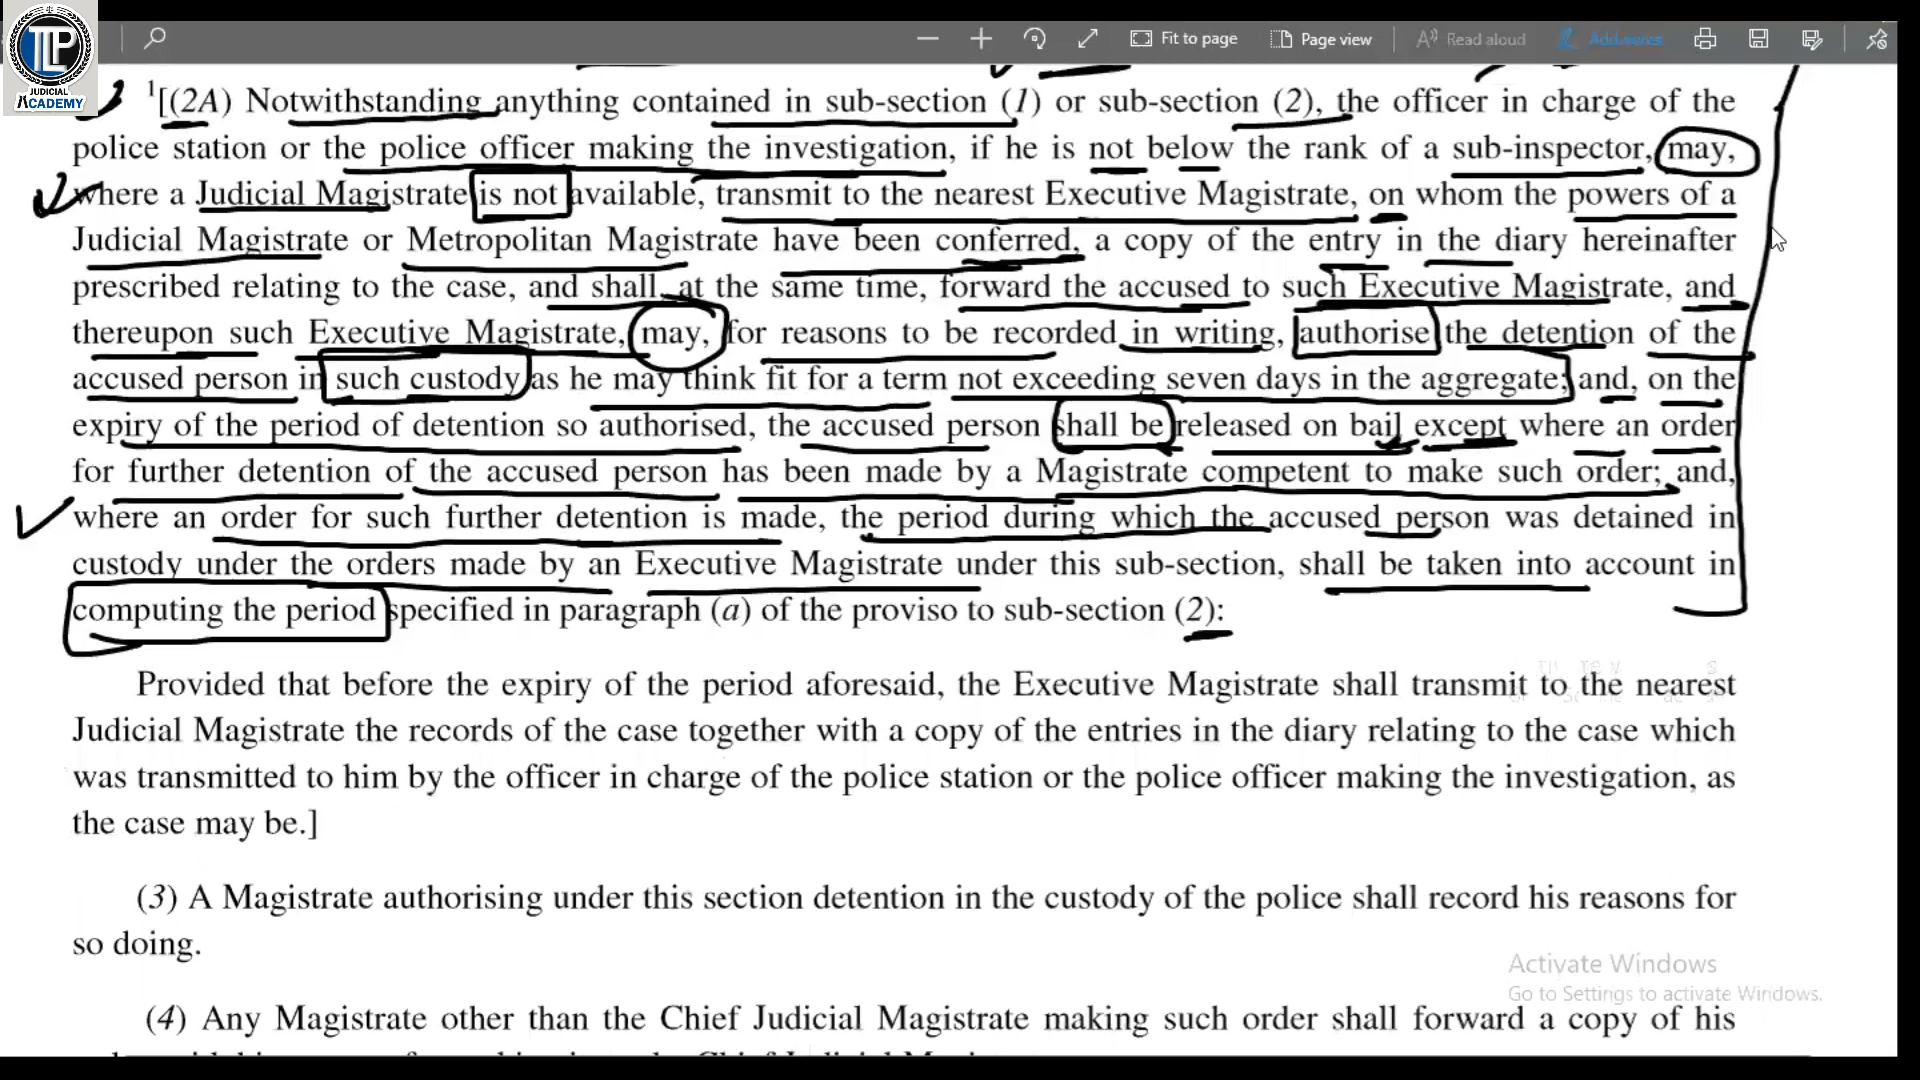 TLP
JUDICIAL
ACADEMY
Fit to page
Page view
Read aloud
Add notes
1[(2A) Notwithstanding anything contained in sub-section (1) or sub-section (2), the officer in charge of the
police station or the police officer making the investigation, if he is not below the rank of a sub-inspector, may,
where a Judicial Magistrate is not available, transmit to the nearest Executive Magistrate, on whom the powers of a
Judicial Magistrate or Metropolitan Magistrate have been conferred, a copy of the entry in the diary hereinafter
prescribed relating to the case, and shall, at the same time, forward the accused to such Executive Magistrate, and
thereupon such Executive Magistrate, may, for reasons to be recorded in writing, authorise the detention of the
accused person in such custody as he may think fit for a term not exceeding seven days in the aggregate; and, on the
expiry of the period of detention so authorised, the accused person shall be released on bail except where an order
for further detention of the accused person has been made by a Magistrate competent to make such order; and,
where an order for such further detention is made, the period during which the accused person was detained in
custody under the orders made by an Executive Magistrate under this sub-section, shall be taken into account in
computing the period specified in paragraph (a) of the proviso to sub-section (2):
Provided that before the expiry of the period aforesaid, the Executive Magistrate shall transmit to the nearest
Judicial Magistrate the records of the case together with a copy of the entries in the diary relating to the case which
was transmitted to him by the officer in charge of the police station or the police officer making the investigation, as
the case may be.]
(3) A Magistrate authorising under this section detention in the custody of the police shall record his reasons for
so doing.
Activate Windows
Go to Settings to activate Windows.
(4) Any Magistrate other than the Chief Judicial Magistrate making such order shall forward a copy of his